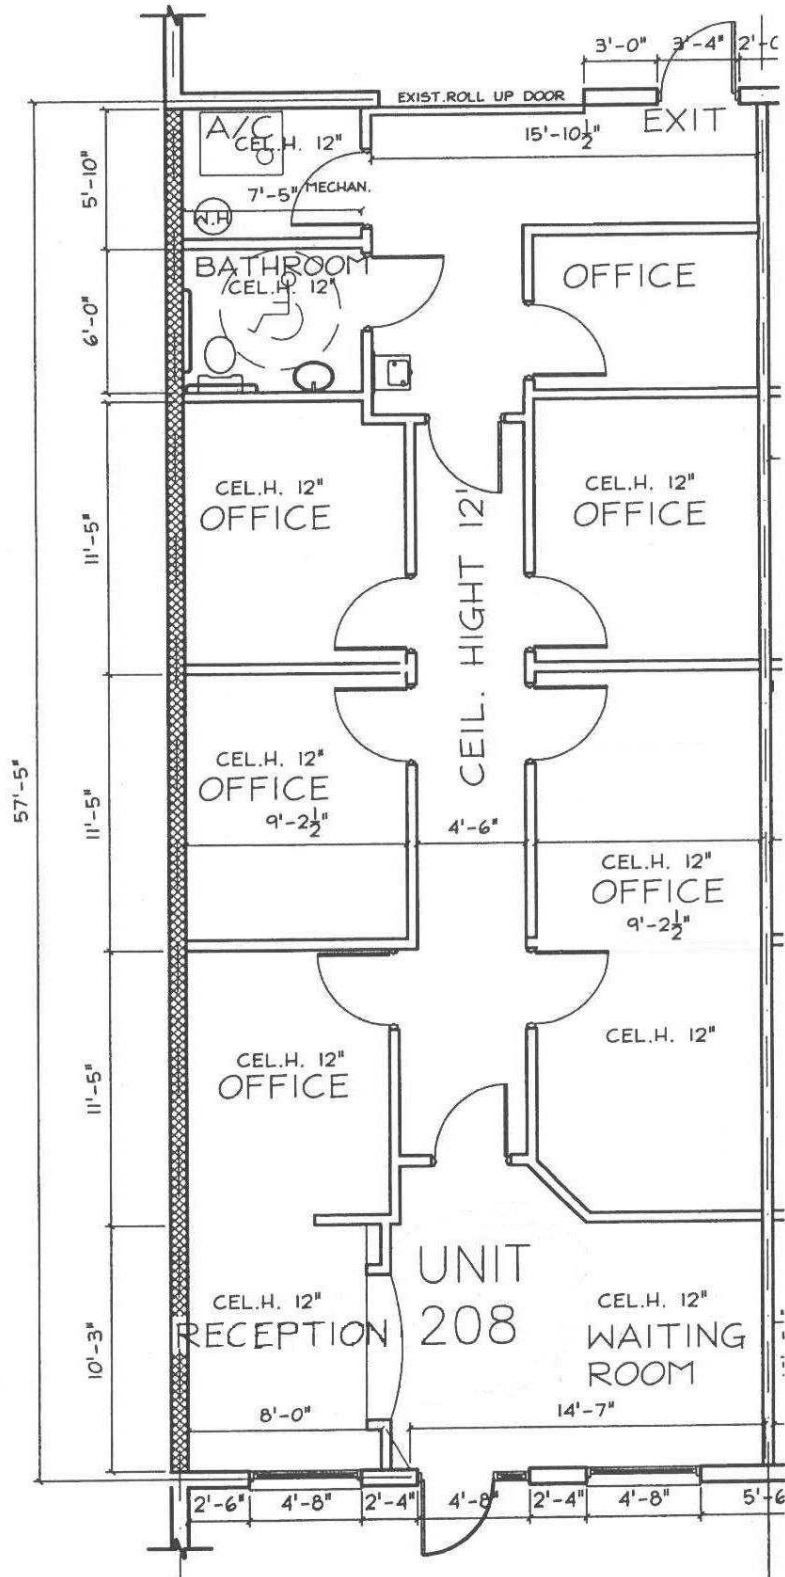 3'-0"
3'-4"
EXIST.ROLL UP DOOR
EXIT
A/C
CEL.H. 12"
15'-10½"
5'-10"
7'-5"
MECHAN.
W.H
BATHROOM
CEL.H. 12"
OFFICE
6'-0"
CEL.H. 12"
OFFICE
CEL.H. 12"
OFFICE
11'-5"
CEIL. HIGHT 12'
CEL.H. 12"
OFFICE
9'-2½"
4'-6"
57'-5"
11'-5"
CEL.H. 12"
OFFICE
9'-2½"
CEL.H. 12"
OFFICE
CEL.H. 12"
11'-5"
UNIT
208
CEL.H. 12"
RECEPTION
CEL.H. 12"
WAITING
ROOM
10'-3"
8'-0"
14'-7"
2'-6"
4'-8"
2'-4"
4'-8"
2'-4"
4'-8"
5'-6